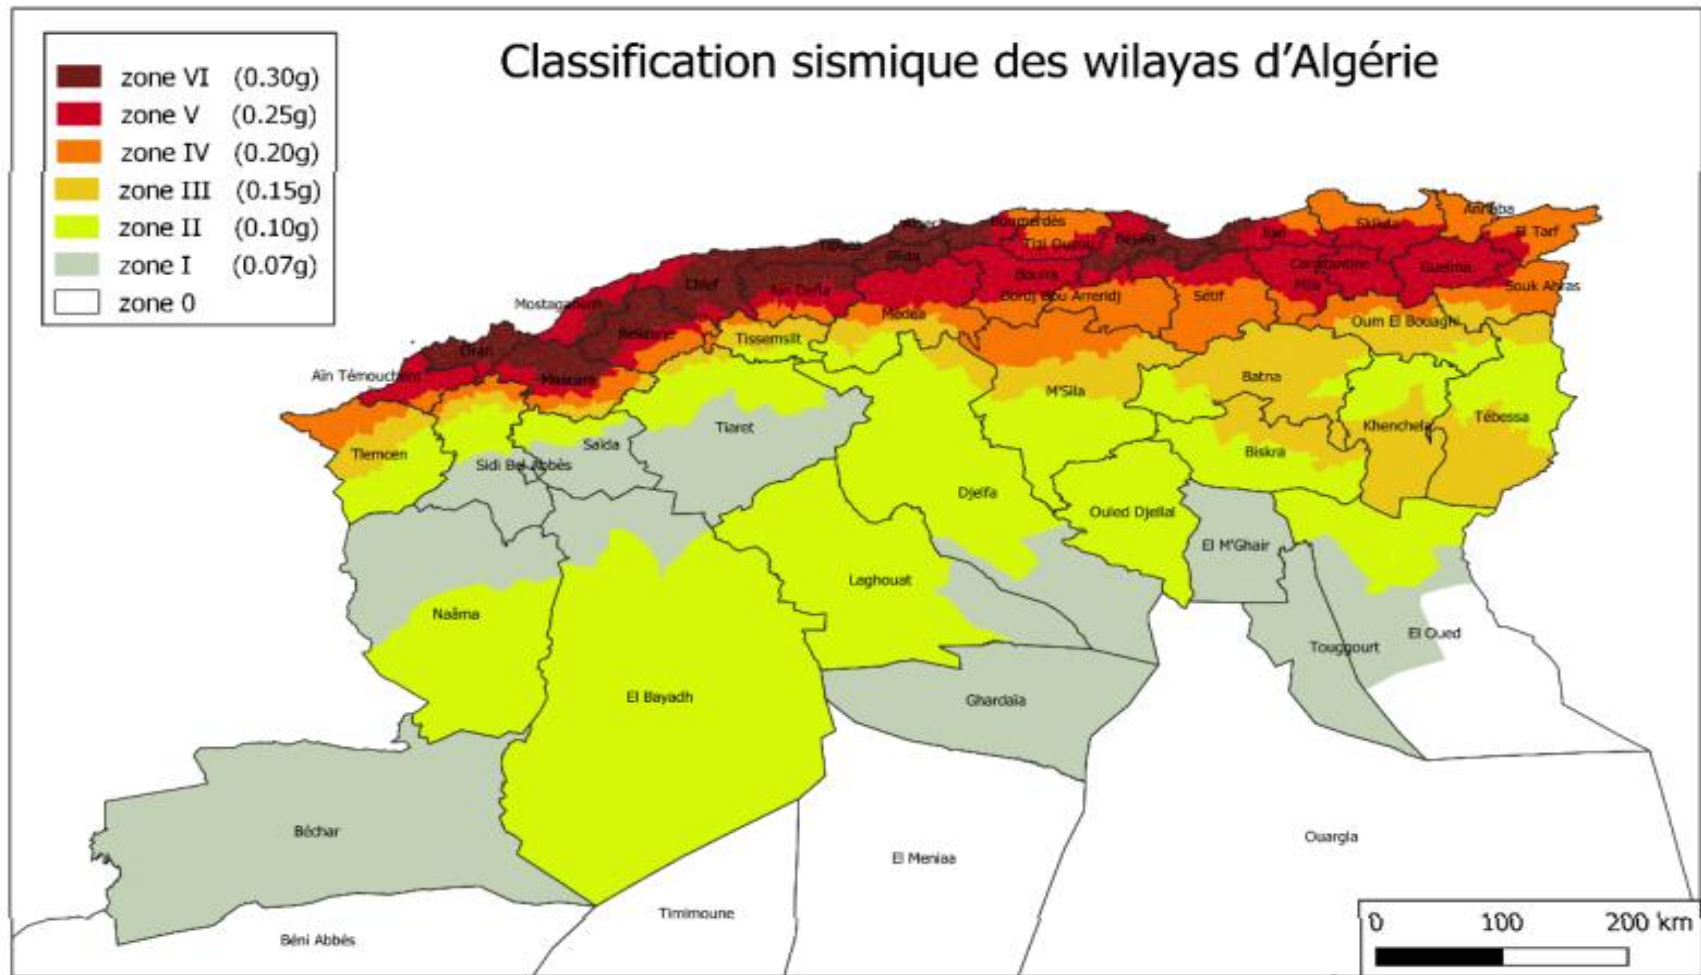 Classification sismique des wilayas d'Algérie
zone VI (0.30g)
zone V (0.25g)
zone IV (0.20g)
zone III (0.15g)
zone II (0.10g)
zone I (0.07g)
zone 0
Annaba
Boumerdès
Skikda
El Tarf
Tizi Ouzou
Béjaïa
Blida
Constantine
Guelma
Bouira
Chlef
Aïn Defla
Mila
Souk Ahras
Bordj Bou Arreridj
Sétif
Mostaganem
Médéa
Oum El Bouaghi
Relizane
Tissemsilt
Oran
Aïn Témouchent
Mascara
Batna
M'Sila
Tébessa
Khenchela
Tiaret
Saïda
Tlemcen
Biskra
Sidi Bel Abbès
Djelfa
Ouled Djellal
El M'Ghair
Laghouat
Naâma
El Oued
Touggourt
El Bayadh
Ghardaïa
Béchar
Ouargla
El Meniaa
Timimoune
Béni Abbès
0 100 200 km